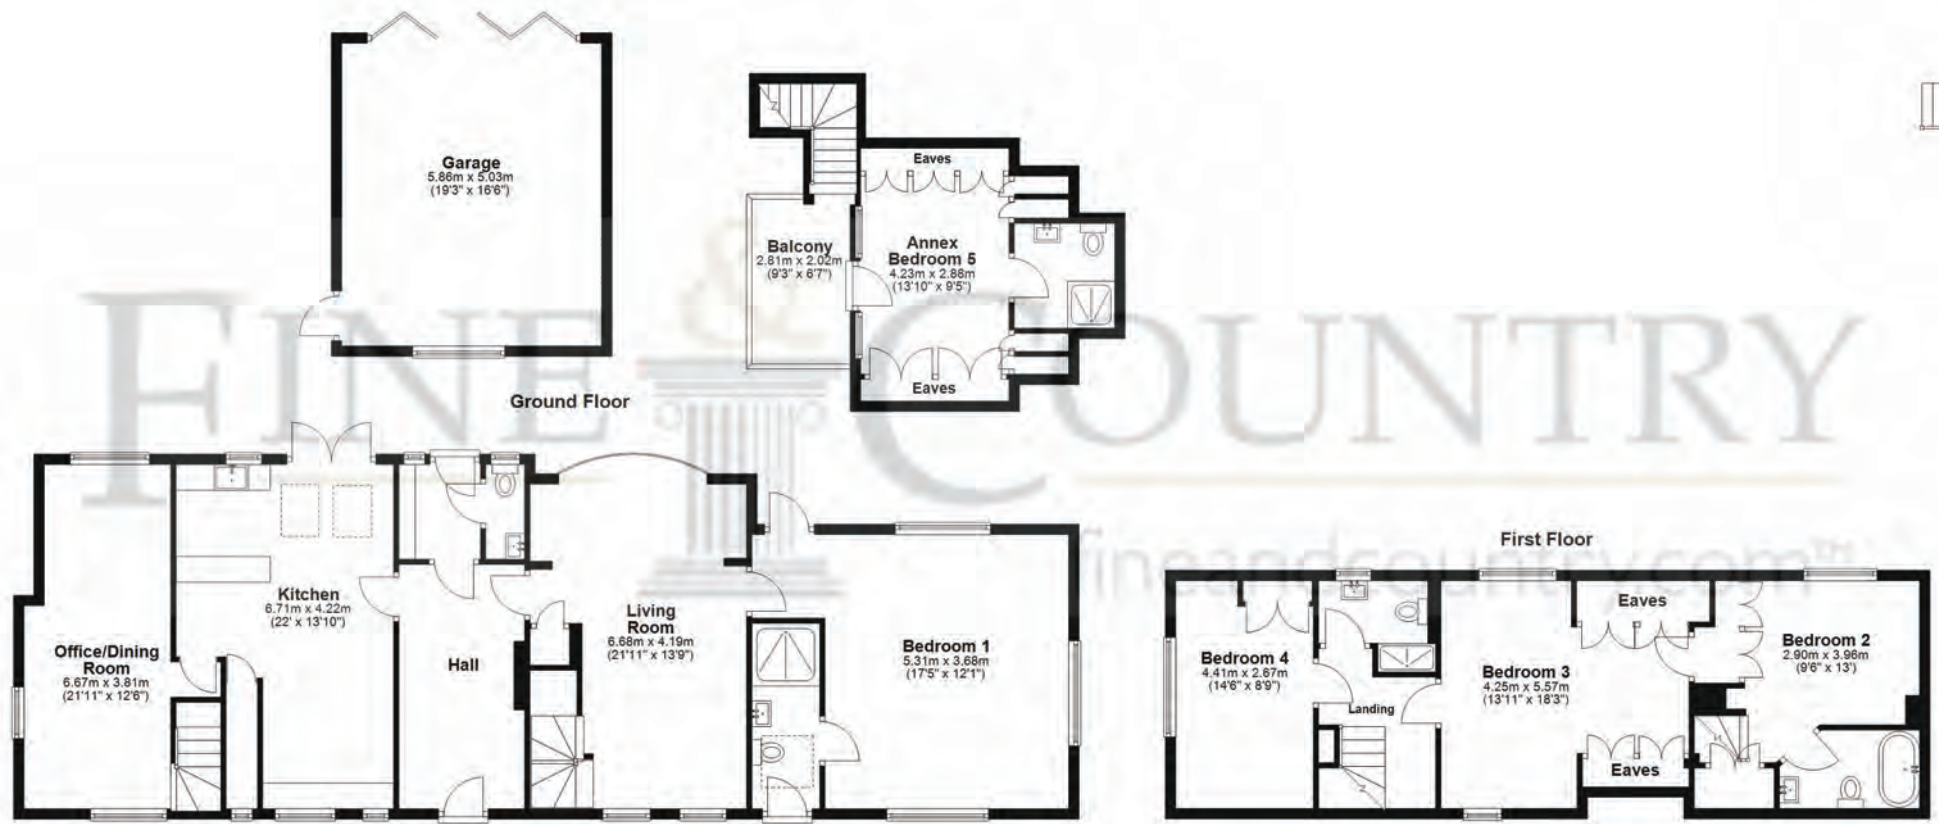 Garage
5.86m x 5.03m
(19'3" x 16'6")
Eaves
Balcony
2.81m x 2.02m
(9'3" x 6'7")
Annex
Bedroom 5
4.23m x 2.88m
(13'10" x 9'5")
Eaves
FINE & COUNTRY
fineandcountry.com™
Ground Floor
Office/Dining
Room
6.67m x 3.81m
(21'11" x 12'6")
Kitchen
6.71m x 4.22m
(22' x 13'10")
Hall
Living
Room
6.68m x 4.19m
(21'11" x 13'9")
Bedroom 1
5.31m x 3.68m
(17'5" x 12'1")
First Floor
Bedroom 4
4.41m x 2.67m
(14'6" x 8'9")
Landing
Bedroom 3
4.25m x 5.57m
(13'11" x 18'3")
Eaves
Eaves
Bedroom 2
2.90m x 3.96m
(9'6" x 13')